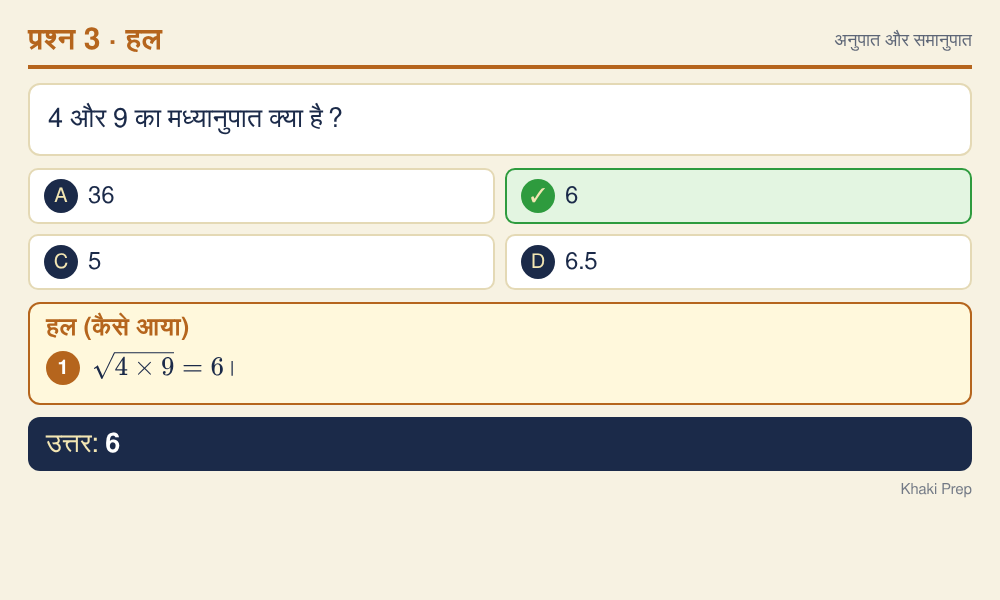 प्रश्न 3 · हल
अनुपात और समानुपात
4 और 9 का मध्यानुपात क्या है ?
A 36
✓ 6
C 5
D 6.5
हल (कैसे आया)
1 √4 × 9 = 6।
उत्तर: 6
Khaki Prep